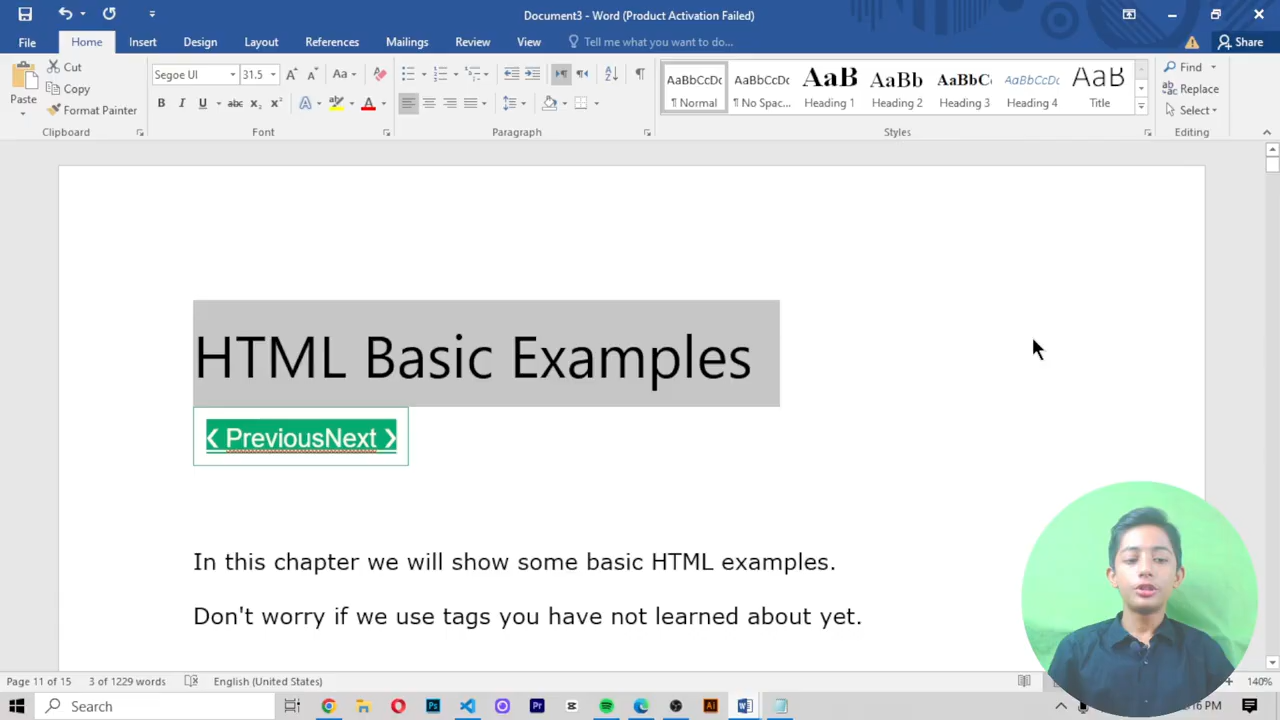 Document3 - Word (Product Activation Failed)
File Home Insert Design Layout References Mailings Review View Tell me what you want to do... Share
Paste
Cut
Copy
Format Painter
Clipboard
Segoe UI 31.5
Font
Paragraph
AaBbCcDc AaBbCcDc AaB AaBb AaBbC AaBbCcDc AaB
¶ Normal ¶ No Spac... Heading 1 Heading 2 Heading 3 Heading 4 Title
Styles
Find
Replace
Select
Editing
HTML Basic Examples
❮ PreviousNext ❯
In this chapter we will show some basic HTML examples.
Don't worry if we use tags you have not learned about yet.
Page 11 of 15 3 of 1229 words English (United States) 140%
Search